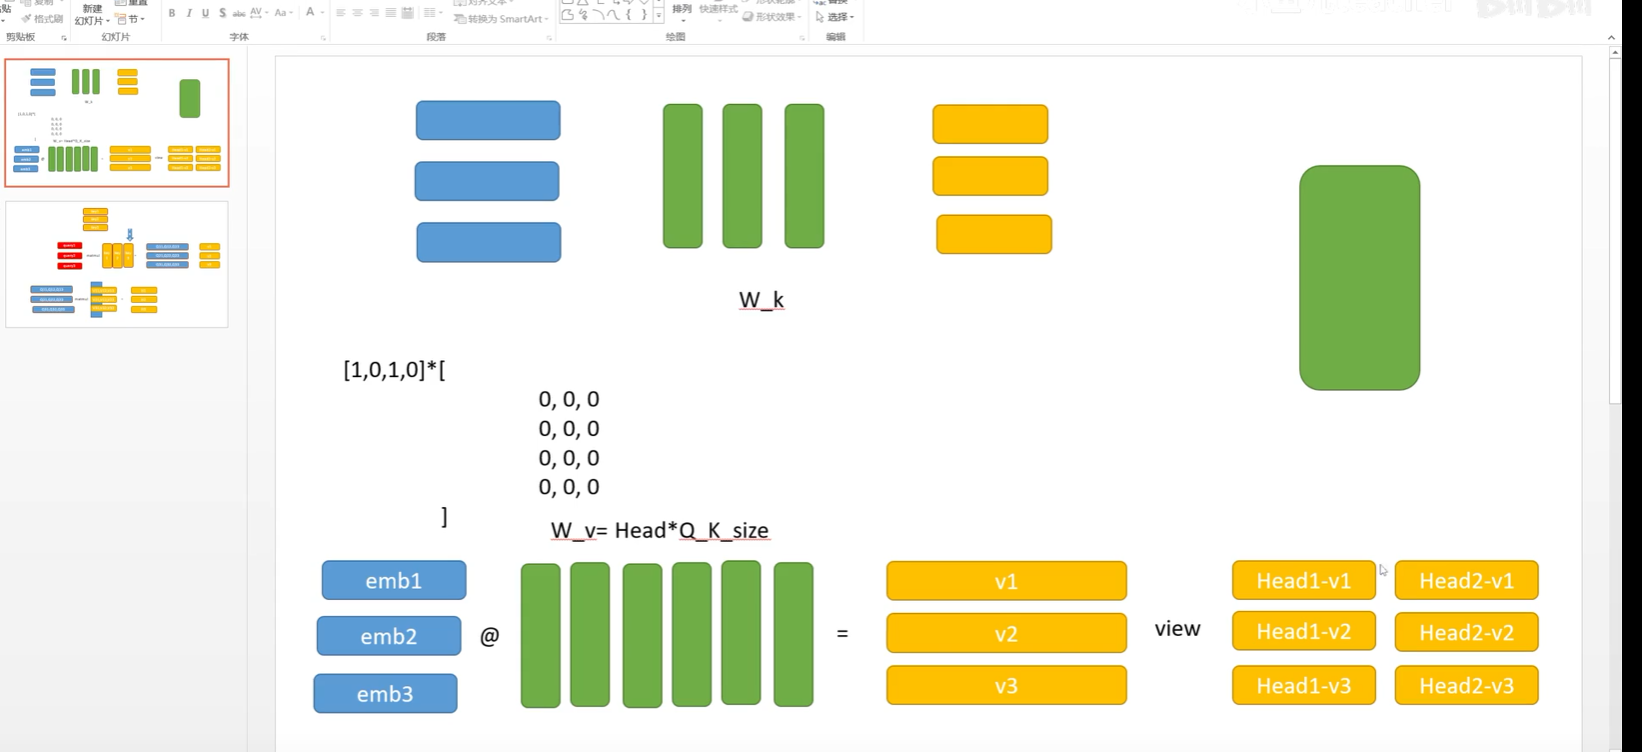 复制
格式刷
剪贴板
新建
幻灯片
重置
节
幻灯片
B I U S abc AV Aa A
字体
对齐文本
转换为 SmartArt
段落
排列 快速样式
形状轮廓
形状效果
绘图
替换
选择
编辑
W_k
[1,0,1,0]*[
0, 0, 0
0, 0, 0
0, 0, 0
0, 0, 0
]
W_v= Head*Q_K_size
emb1
emb2
emb3
@
=
v1
v2
v3
view
Head1-v1 Head2-v1
Head1-v2 Head2-v2
Head1-v3 Head2-v3